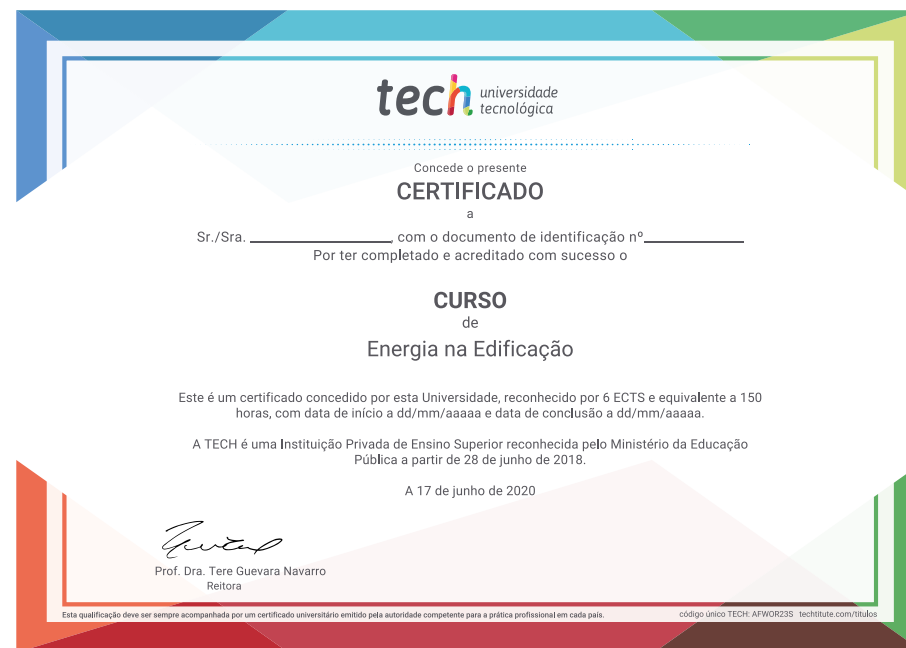 tech universidade
tecnológica
Concede o presente
CERTIFICADO
a
Sr./Sra. ____________, com o documento de identificação nº____________
Por ter completado e acreditado com sucesso o
CURSO
de
Energia na Edificação
Este é um certificado concedido por esta Universidade, reconhecido por 6 ECTS e equivalente a 150
horas, com data de início a dd/mm/aaaaa e data de conclusão a dd/mm/aaaaa.
A TECH é uma Instituição Privada de Ensino Superior reconhecida pelo Ministério da Educação
Pública a partir de 28 de junho de 2018.
A 17 de junho de 2020
Prof. Dra. Tere Guevara Navarro
Reitora
Esta qualificação deve ser sempre acompanhada por um certificado universitário emitido pela autoridade competente para a prática profissional em cada país.
código único TECH: AFWOR23S techtitute.com/titulos